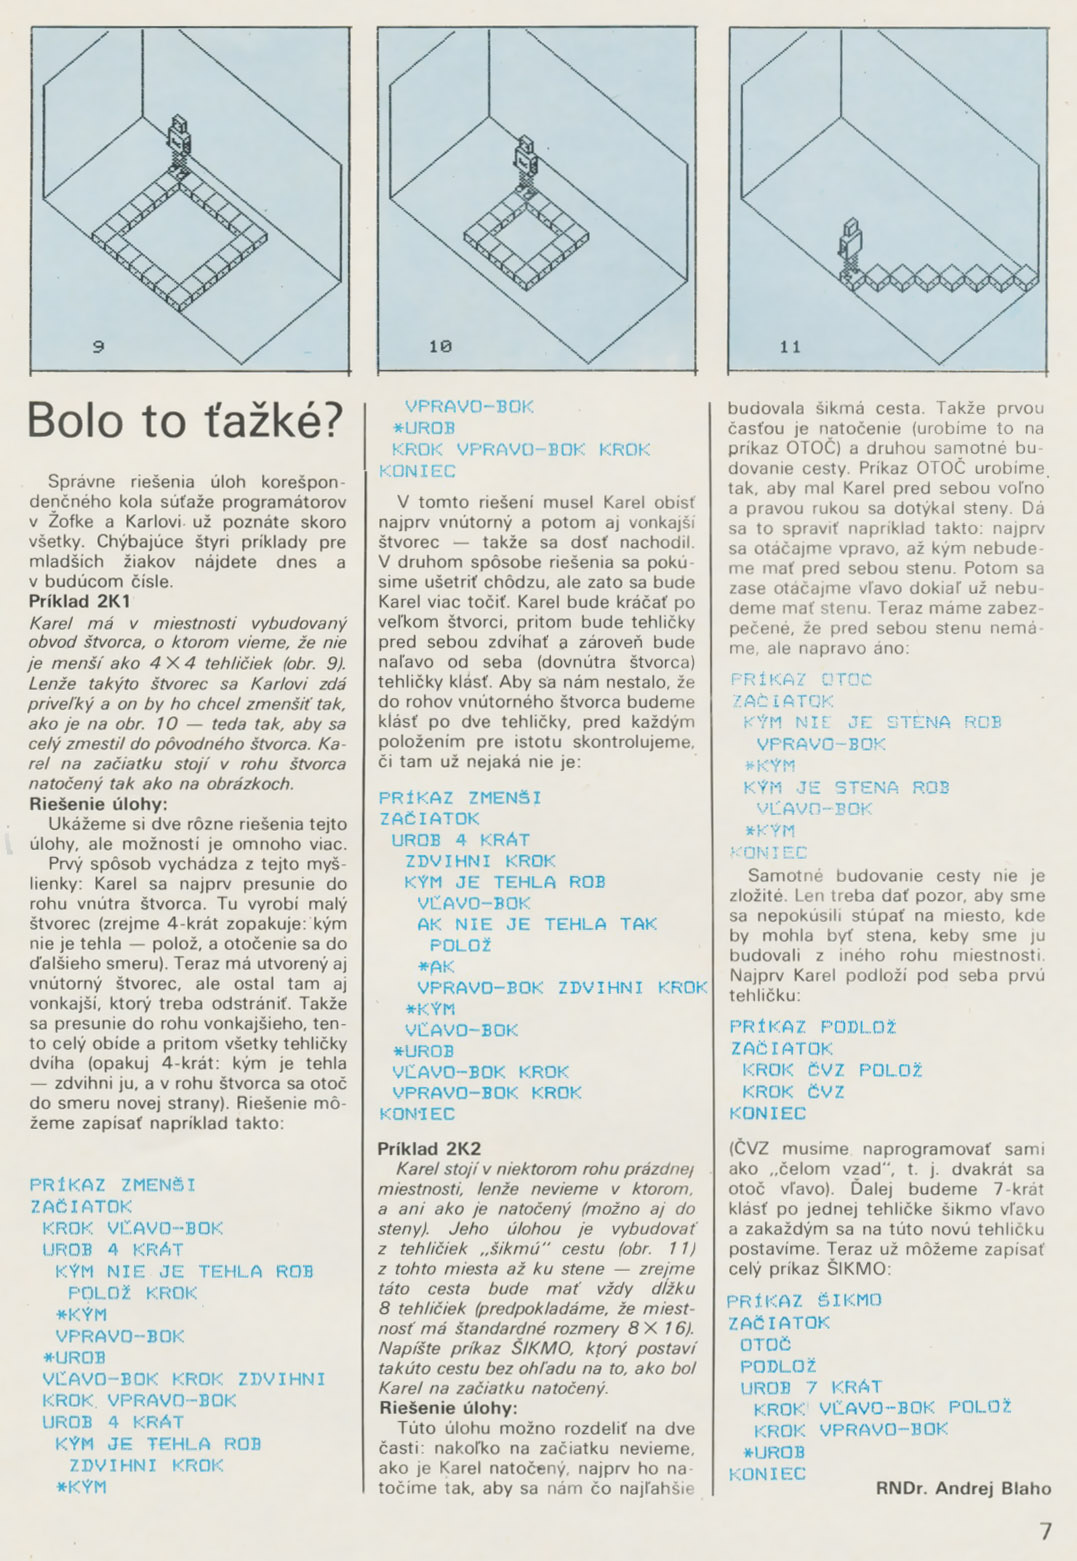 9
10
11
Bolo to ťažké?
Správne riešenia úloh korešpon-
denčného kola súťaže programátorov
v Žofke a Karlovi už poznáte skoro
všetky. Chýbajúce štyri príklady pre
mladších žiakov nájdete dnes a
v budúcom čísle.
Príklad 2K1
Karel má v miestnosti vybudovaný
obvod štvorca, o ktorom vieme, že nie
je menší ako 4×4 tehličiek (obr. 9).
Lenže takýto štvorec sa Karlovi zdá
priveľký a on by ho chcel zmenšiť tak,
ako je na obr. 10 — teda tak, aby sa
celý zmestil do pôvodného štvorca. Ka-
rel na začiatku stojí v rohu štvorca
natočený tak ako na obrázkoch.
Riešenie úlohy:
Ukážeme si dve rôzne riešenia tejto
úlohy, ale možností je omnoho viac.
Prvý spôsob vychádza z tejto myš-
lienky: Karel sa najprv presunie do
rohu vnútra štvorca. Tu vyrobí malý
štvorec (zrejme 4-krát zopakuje: kým
nie je tehla — polož, a otočenie sa do
ďalšieho smeru). Teraz má utvorený aj
vnútorný štvorec, ale ostal tam aj
vonkajší, ktorý treba odstrániť. Takže
sa presunie do rohu vonkajšieho, ten-
to celý obíde a pritom všetky tehličky
dvíha (opakuj 4-krát: kým je tehla
— zdvihni ju, a v rohu štvorca sa otoč
do smeru novej strany). Riešenie mô-
žeme zapísať napríklad takto:
PRÍKAZ ZMENŠI
ZAČIATOK
KROK VĽAVO-BOK
UROB 4 KRÁT
KÝM NIE JE TEHLA ROB
POLOŽ KROK
*KÝM
VPRAVO-BOK
*UROB
VĽAVO-BOK KROK ZDVIHNI
KROK VPRAVO-BOK
UROB 4 KRÁT
KÝM JE TEHLA ROB
ZDVIHNI KROK
*KÝM
VPRAVO-BOK
*UROB
KROK VPRAVO-BOK KROK
KONIEC
V tomto riešení musel Karel obísť
najprv vnútorný a potom aj vonkajší
štvorec — takže sa dosť nachodil.
V druhom spôsobe riešenia sa pokú-
sime ušetriť chôdzu, ale zato sa bude
Karel viac točiť. Karel bude kráčať po
veľkom štvorci, pritom bude tehličky
pred sebou zdvíhať a zároveň bude
naľavo od seba (dovnútra štvorca)
tehličky klásť. Aby sa nám nestalo, že
do rohov vnútorného štvorca budeme
klásť po dve tehličky, pred každým
položením pre istotu skontrolujeme,
či tam už nejaká nie je:
PRÍKAZ ZMENŠI
ZAČIATOK
UROB 4 KRÁT
ZDVIHNI KROK
KÝM JE TEHLA ROB
VĽAVO-BOK
AK NIE JE TEHLA TAK
POLOŽ
*AK
VPRAVO-BOK ZDVIHNI KROK
*KÝM
VĽAVO-BOK
*UROB
VĽAVO-BOK KROK
VPRAVO-BOK KROK
KONIEC
Príklad 2K2
Karel stojí v niektorom rohu prázdnej
miestnosti, lenže nevieme v ktorom,
a ani ako je natočený (možno aj do
steny). Jeho úlohou je vybudovať
z tehličiek „šikmú" cestu (obr. 11)
z tohto miesta až ku stene — zrejme
táto cesta bude mať vždy dĺžku
8 tehličiek (predpokladáme, že miest-
nosť má štandardné rozmery 8×16).
Napíšte príkaz ŠIKMO, ktorý postaví
takúto cestu bez ohľadu na to, ako bol
Karel na začiatku natočený.
Riešenie úlohy:
Túto úlohu možno rozdeliť na dve
časti: nakoľko na začiatku nevieme,
ako je Karel natočený, najprv ho na-
točíme tak, aby sa nám čo najľahšie
budovala šikmá cesta. Takže prvou
časťou je natočenie (urobíme to na
príkaz OTOČ) a druhou samotné bu-
dovanie cesty. Príkaz OTOČ urobíme
tak, aby mal Karel pred sebou voľno
a pravou rukou sa dotýkal steny. Dá
sa to spraviť napríklad takto: najprv
sa otáčajme vpravo, až kým nebude-
me mať pred sebou stenu. Potom sa
zase otáčajme vľavo dokiaľ už nebu-
deme mať stenu. Teraz máme zabez-
pečené, že pred sebou stenu nemá-
me, ale napravo áno:
PRÍKAZ OTOČ
ZAČIATOK
KÝM NIE JE STENA ROB
VPRAVO-BOK
*KÝM
KÝM JE STENA ROB
VĽAVO-BOK
*KÝM
KONIEC
Samotné budovanie cesty nie je
zložité. Len treba dať pozor, aby sme
sa nepokúsili stúpať na miesto, kde
by mohla byť stena, keby sme ju
budovali z iného rohu miestnosti.
Najprv Karel podloží pod seba prvú
tehličku:
PRÍKAZ PODLOŽ
ZAČIATOK
KROK ČVZ POLOŽ
KROK ČVZ
KONIEC
(ČVZ musíme naprogramovať sami
ako „čelom vzad", t. j. dvakrát sa
otoč vľavo). Ďalej budeme 7-krát
klásť po jednej tehličke šikmo vľavo
a zakaždým sa na túto novú tehličku
postavíme. Teraz už môžeme zapísať
celý príkaz ŠIKMO:
PRÍKAZ ŠIKMO
ZAČIATOK
OTOČ
PODLOŽ
UROB 7 KRÁT
KROK VĽAVO-BOK POLOŽ
KROK VPRAVO-BOK
*UROB
KONIEC
RNDr. Andrej Blaho
7